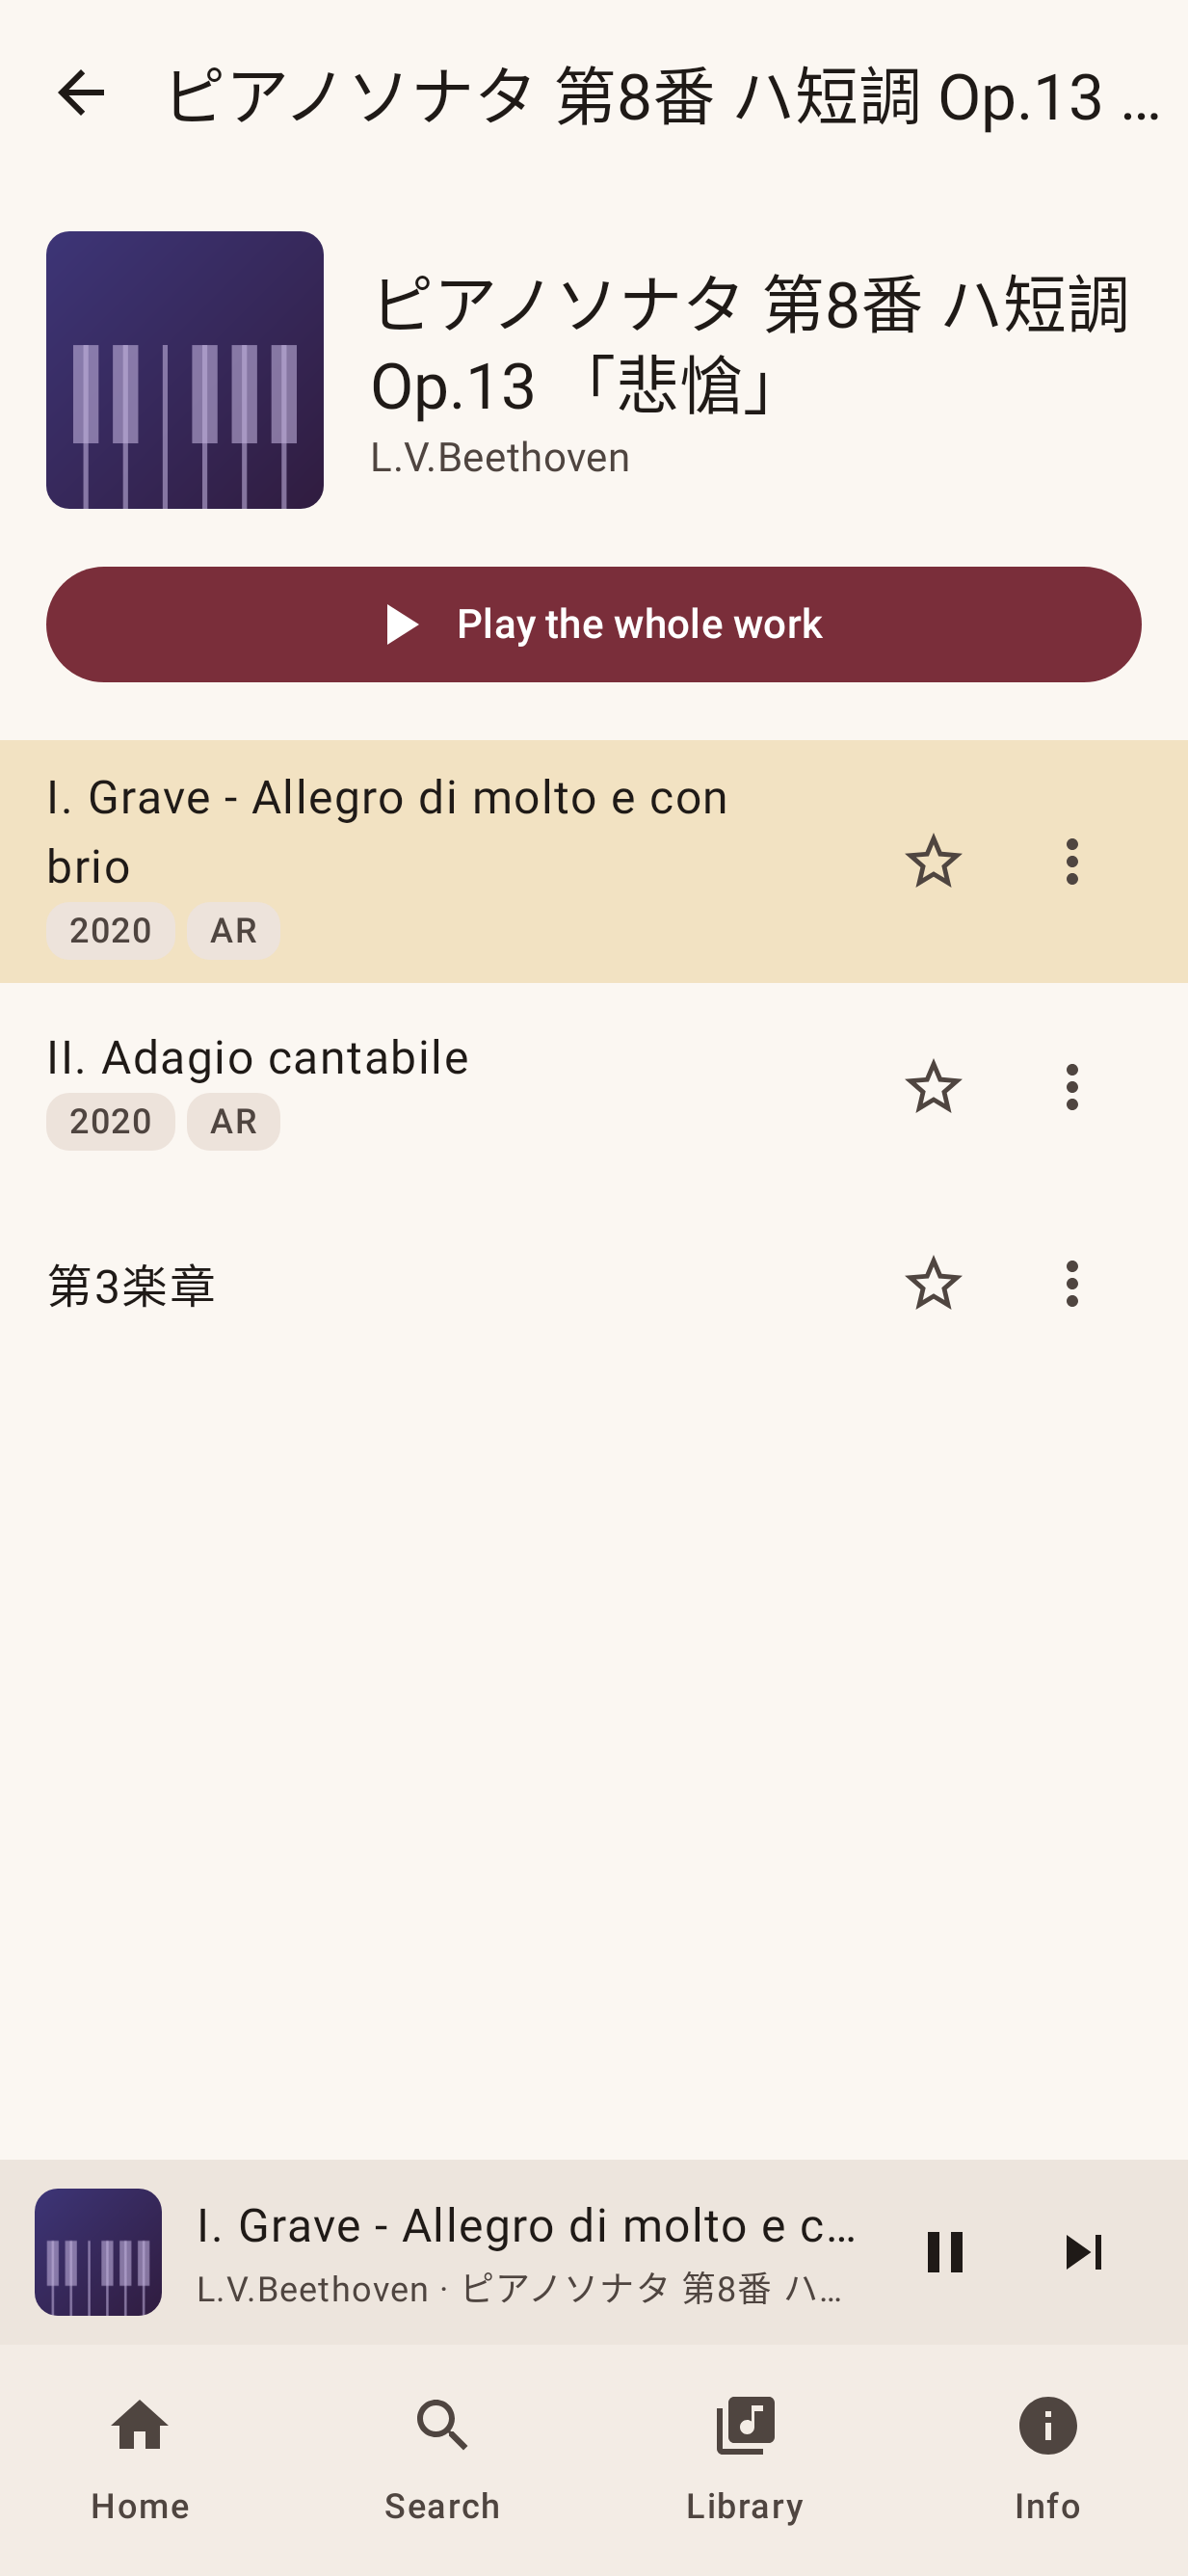 ピアノソナタ 第8番 ハ短調 Op.13 …
ピアノソナタ 第8番 ハ短調
Op.13 「悲愴」
L.V.Beethoven
Play the whole work
I. Grave - Allegro di molto e con
brio
2020 AR
II. Adagio cantabile
2020 AR
第3楽章
I. Grave - Allegro di molto e c…
L.V.Beethoven · ピアノソナタ 第8番 ハ…
Home Search Library Info